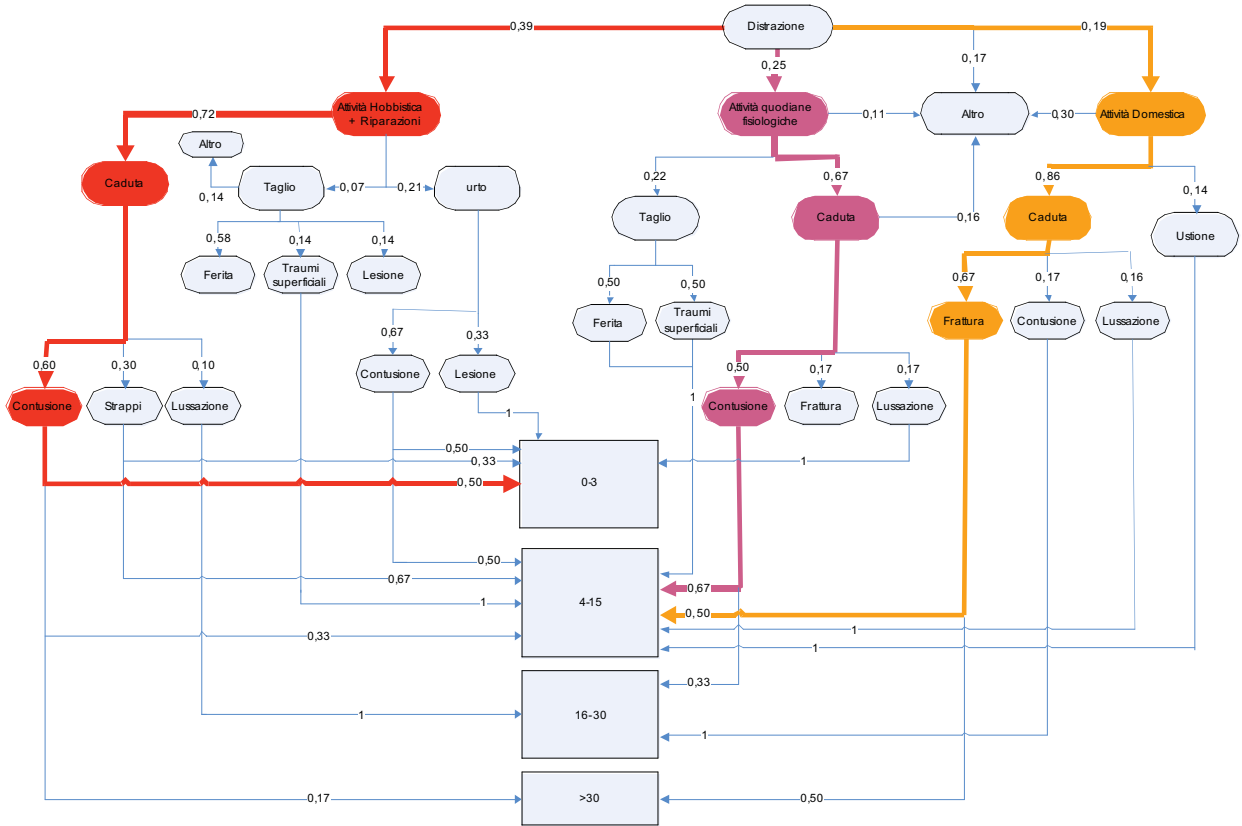 Distrazione
0,39
0,19
0,17
0,25
Attività Hobbistica
+ Riparazioni
Attività quodiane
fisiologiche
Altro
Attività Domestica
0,72
0,11
0,30
Altro
Caduta
0,14
Taglio
0,07
0,21
urto
0,22
0,67
0,86
0,14
Taglio
Caduta
0,16
Caduta
Ustione
0,58
0,14
0,14
Ferita
Traumi
superficiali
Lesione
0,50
0,50
0,67
0,17
0,16
Ferita
Traumi
superficiali
Frattura
Contusione
Lussazione
0,67
0,33
0,60
0,30
0,10
Contusione
Lesione
0,50
0,17
0,17
Contusione
Strappi
Lussazione
1
1
Contusione
Frattura
Lussazione
0,50
0,33
1
0,50
0-3
0,50
0,67
0,67
1
4-15
0,50
0,33
1
1
0,33
1
16-30
1
0,17
>30
0,50